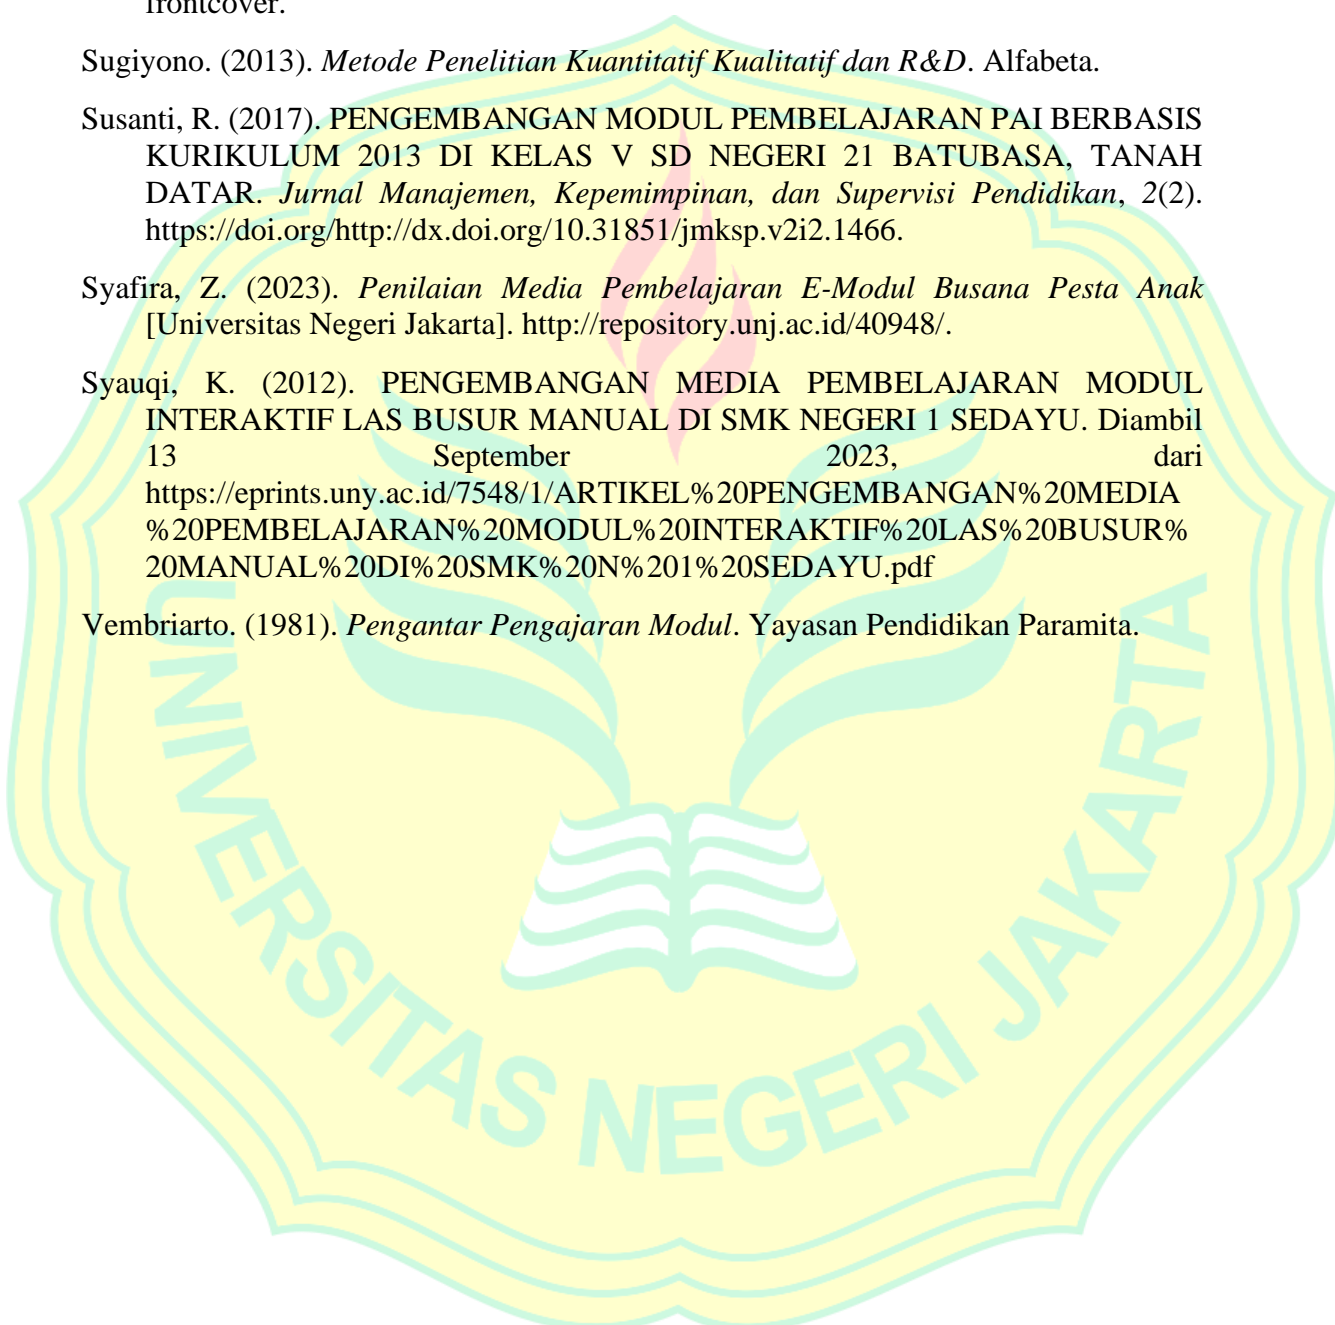 frontcover.
Sugiyono. (2013). Metode Penelitian Kuantitatif Kualitatif dan R&D. Alfabeta.
Susanti, R. (2017). PENGEMBANGAN MODUL PEMBELAJARAN PAI BERBASIS
KURIKULUM 2013 DI KELAS V SD NEGERI 21 BATUBASA, TANAH
DATAR. Jurnal Manajemen, Kepemimpinan, dan Supervisi Pendidikan, 2(2).
https://doi.org/http://dx.doi.org/10.31851/jmksp.v2i2.1466.
Syafira, Z. (2023). Penilaian Media Pembelajaran E-Modul Busana Pesta Anak
[Universitas Negeri Jakarta]. http://repository.unj.ac.id/40948/.
Syauqi, K. (2012). PENGEMBANGAN MEDIA PEMBELAJARAN MODUL
INTERAKTIF LAS BUSUR MANUAL DI SMK NEGERI 1 SEDAYU. Diambil
13 September 2023, dari
https://eprints.uny.ac.id/7548/1/ARTIKEL%20PENGEMBANGAN%20MEDIA
%20PEMBELAJARAN%20MODUL%20INTERAKTIF%20LAS%20BUSUR%
20MANUAL%20DI%20SMK%20N%201%20SEDAYU.pdf
Vembriarto. (1981). Pengantar Pengajaran Modul. Yayasan Pendidikan Paramita.
UNIVERSITAS NEGERI JAKARTA